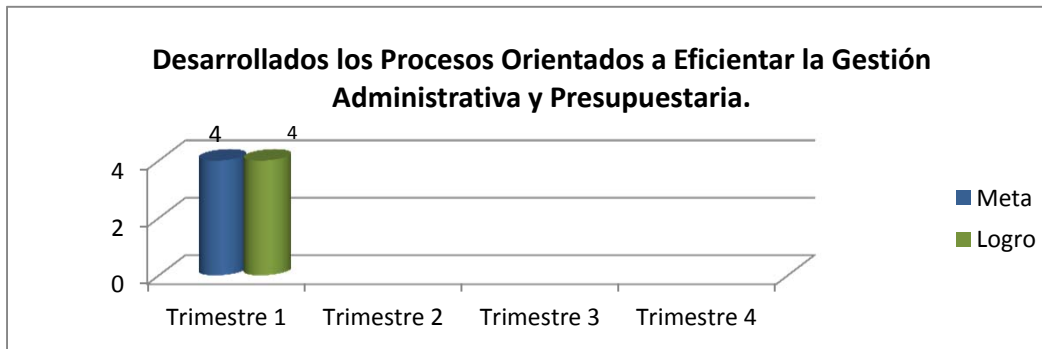 Desarrollados los Procesos Orientados a Eficientar la Gestión
Administrativa y Presupuestaria.
4 4
4
2
0
Trimestre 1 Trimestre 2 Trimestre 3 Trimestre 4
Meta
Logro